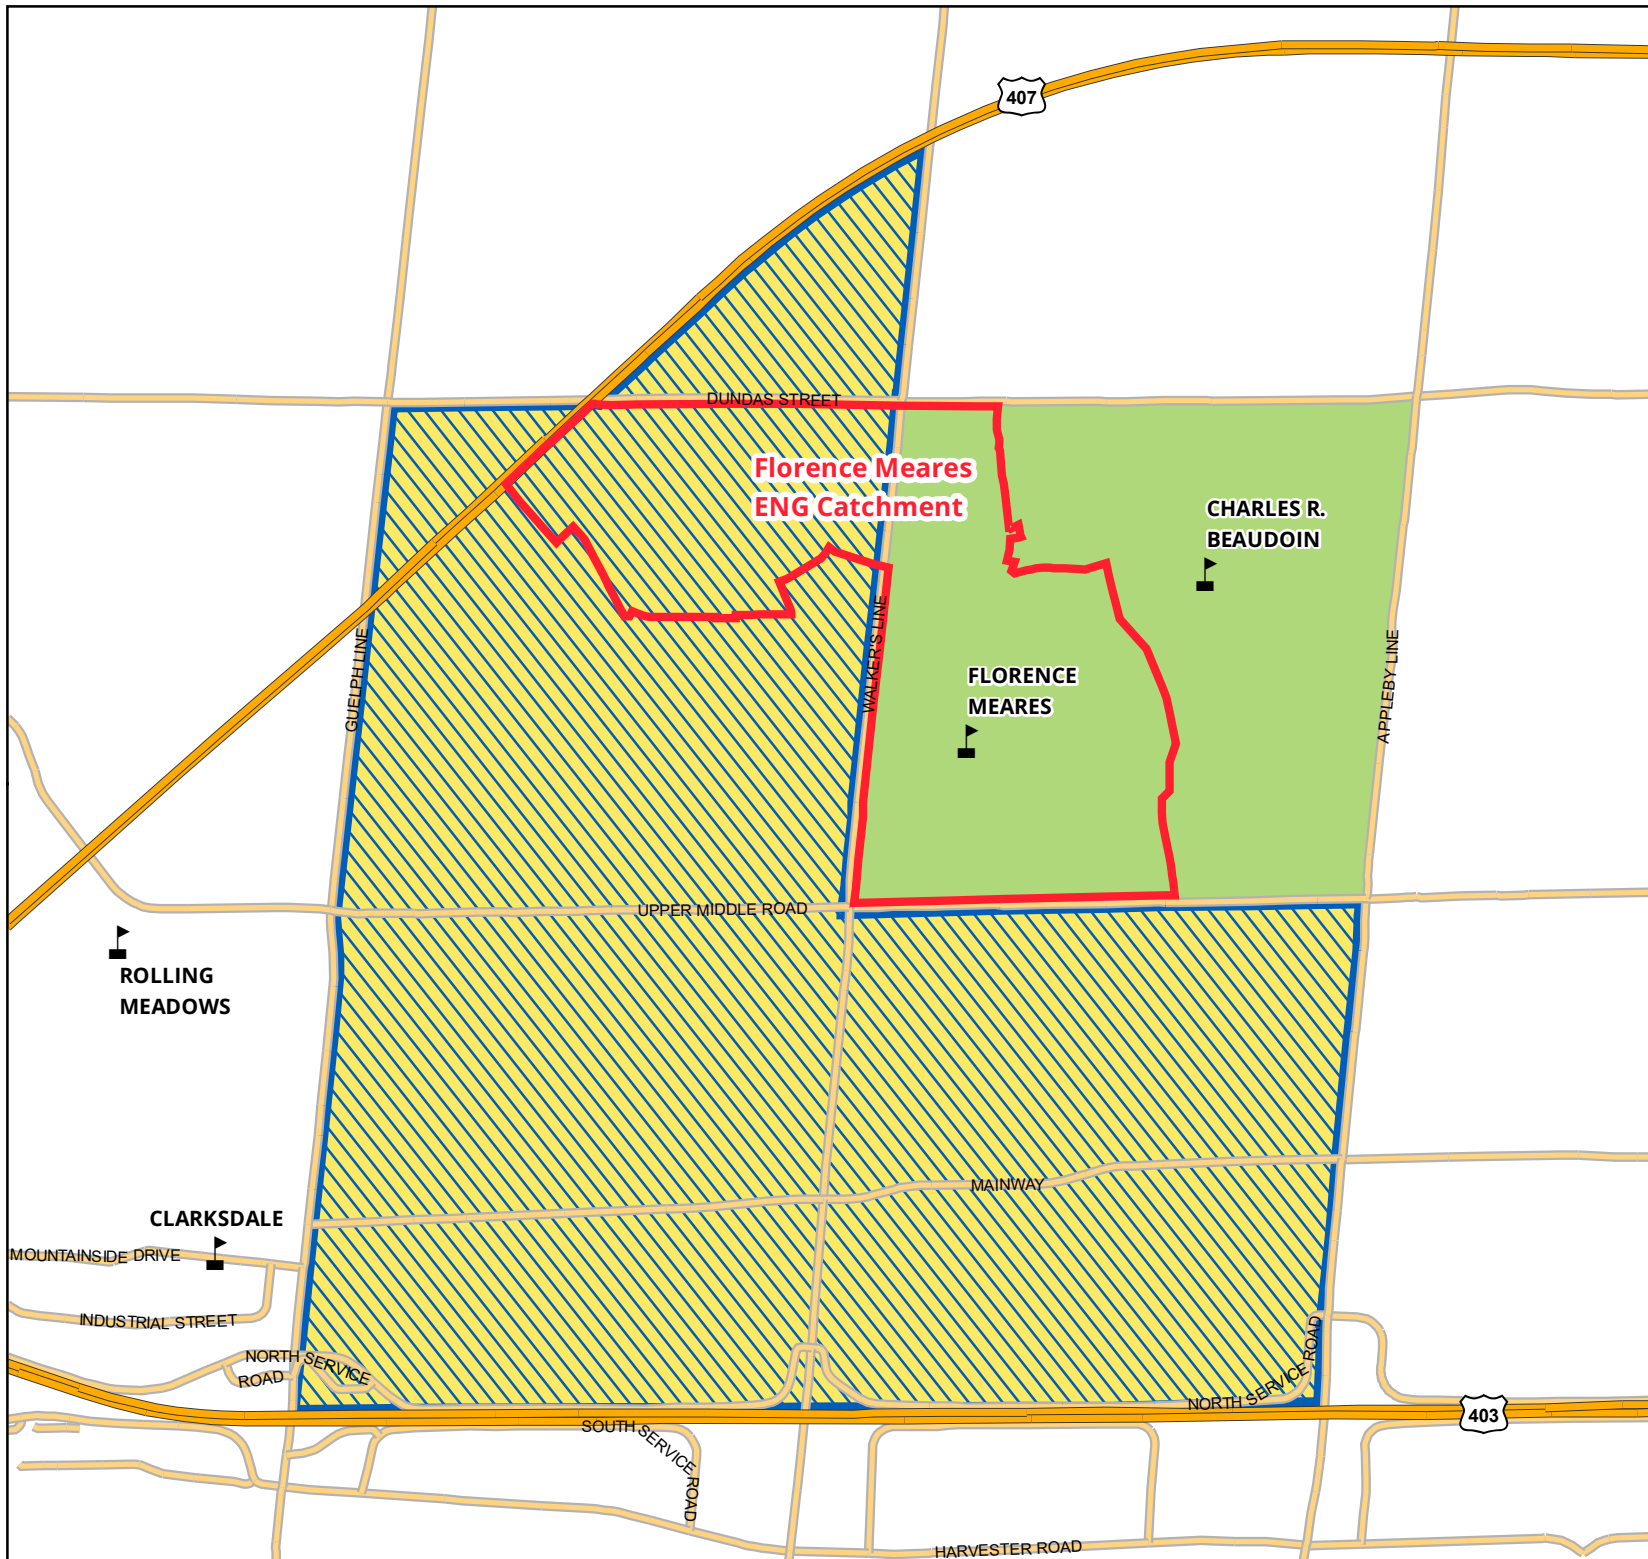 407
DUNDAS STREET
Florence Meares
ENG Catchment
CHARLES R.
BEAUDOIN
GUELPH LINE
WALKER'S LINE
APPLEBY LINE
FLORENCE
MEARES
UPPER MIDDLE ROAD
ROLLING
MEADOWS
MAINWAY
CLARKSDALE
MOUNTAINSIDE DRIVE
INDUSTRIAL STREET
NORTH SERVICE
ROAD
NORTH SERVICE ROAD
403
SOUTH SERVICE ROAD
HARVESTER ROAD